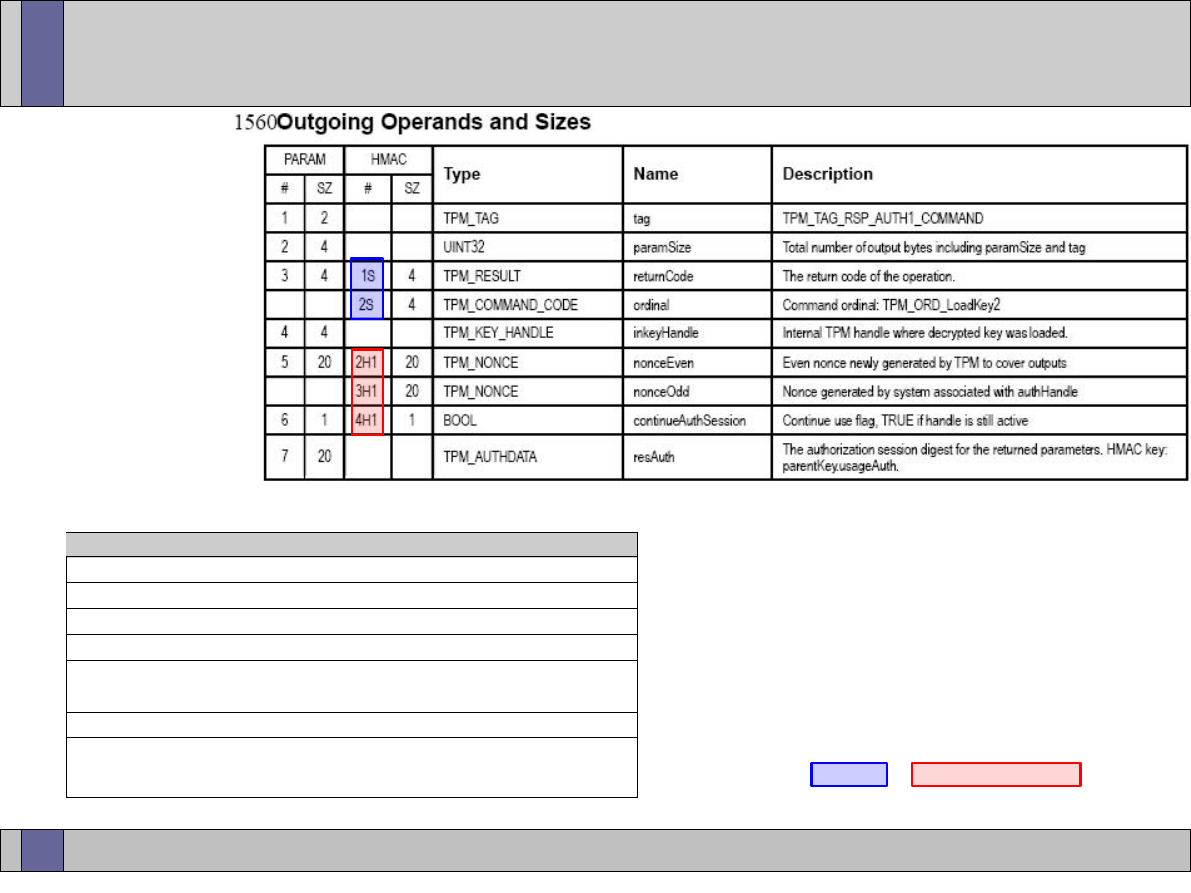 1560Outgoing Operands and Sizes
PARAM HMAC Type Name Description
# SZ # SZ
1 2 TPM_TAG tag TPM_TAG_RSP_AUTH1_COMMAND
2 4 UINT32 paramSize Total number of output bytes including paramSize and tag
3 4 1S 4 TPM_RESULT returnCode The return code of the operation.
2S 4 TPM_COMMAND_CODE ordinal Command ordinal: TPM_ORD_LoadKey2
4 4 TPM_KEY_HANDLE inkeyHandle Internal TPM handle where decrypted key was loaded.
5 20 2H1 20 TPM_NONCE nonceEven Even nonce newly generated by TPM to cover outputs
3H1 20 TPM_NONCE nonceOdd Nonce generated by system associated with authHandle
6 1 4H1 1 BOOL continueAuthSession Continue use flag, TRUE if handle is still active
7 20 TPM_AUTHDATA resAuth The authorization session digest for the returned parameters. HMAC key:
parentKey.usageAuth.